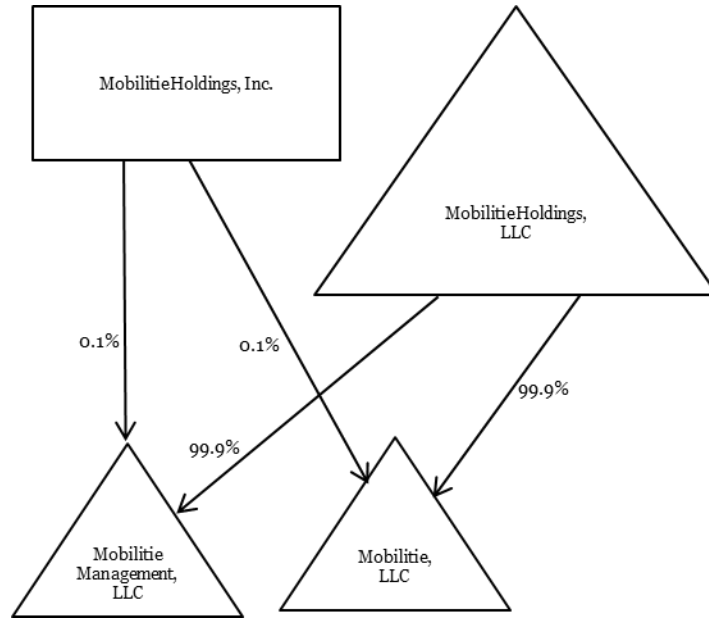 MobilitieHoldings, Inc.
MobilitieHoldings,
LLC
0.1%
0.1%
99.9%
99.9%
Mobilitie
Management,
LLC
Mobilitie,
LLC